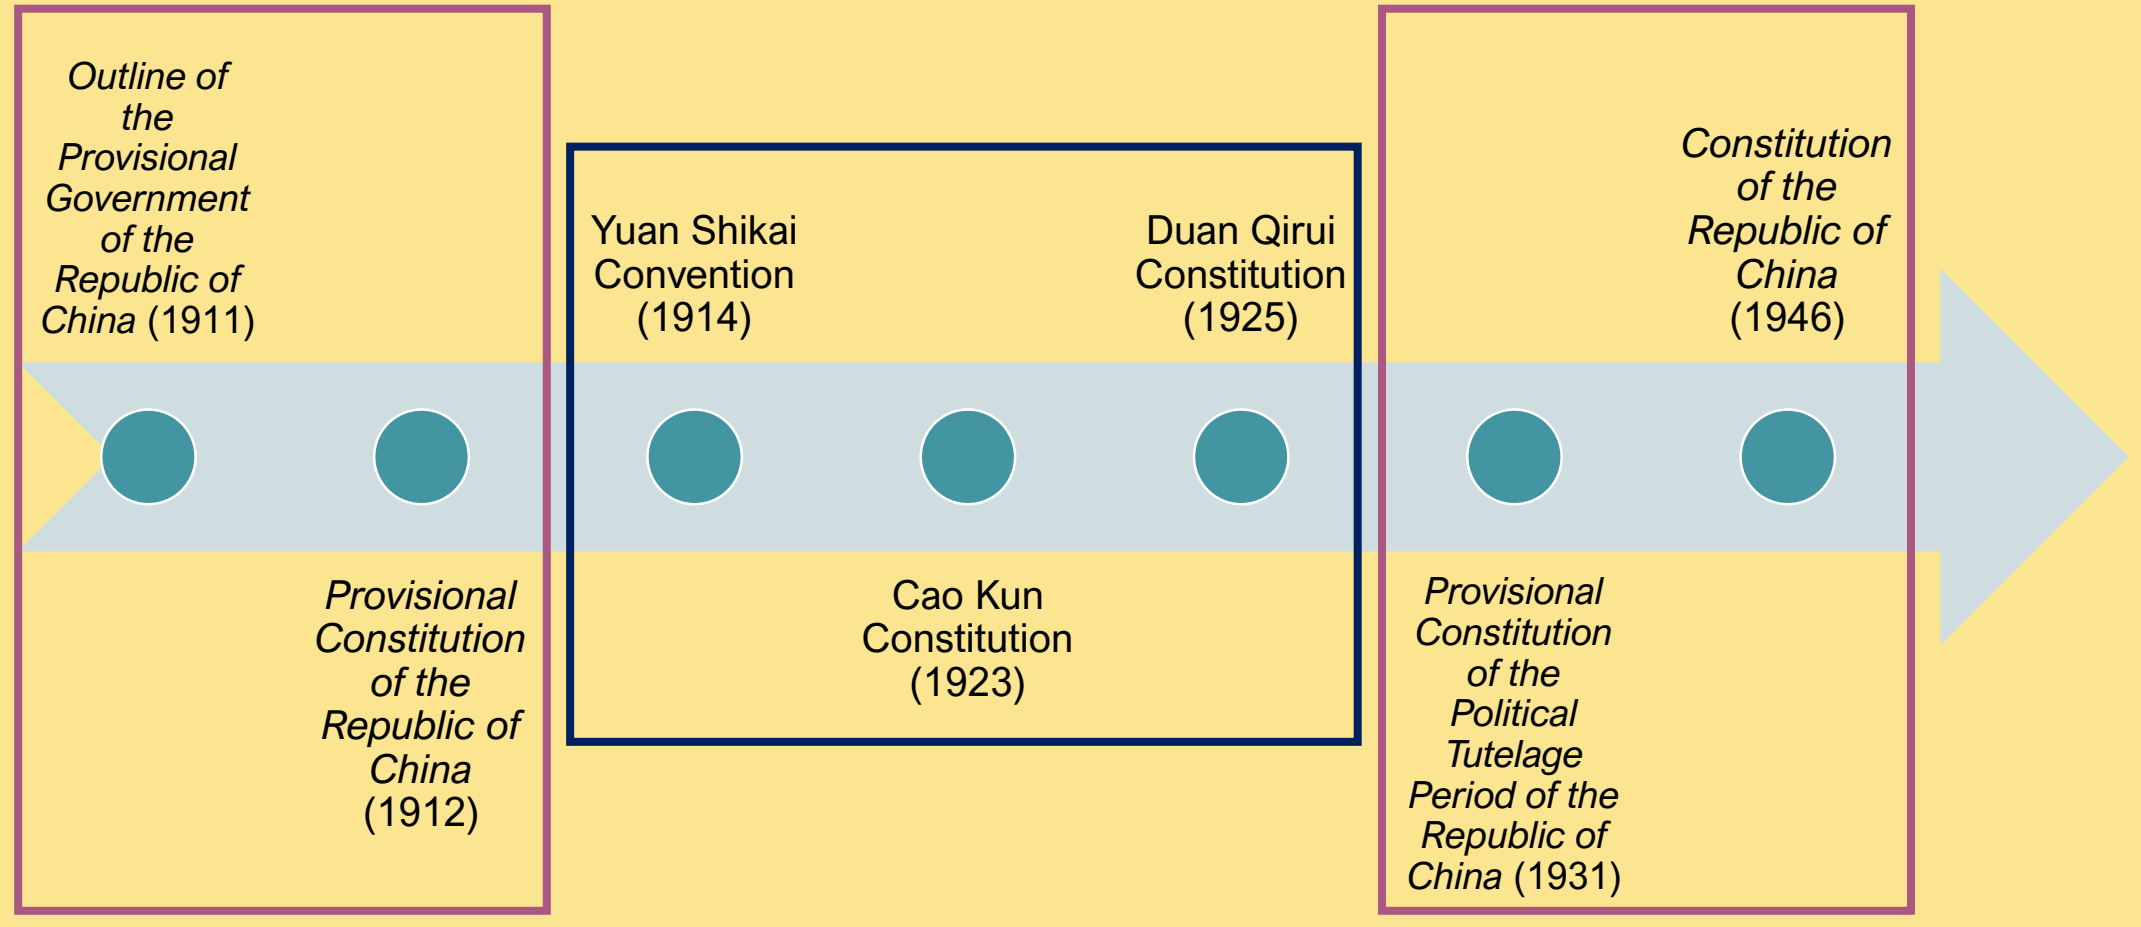 Outline of
the
Provisional
Government
of the
Republic of
China (1911)
Provisional
Constitution
of the
Republic of
China
(1912)
Yuan Shikai
Convention
(1914)
Cao Kun
Constitution
(1923)
Duan Qirui
Constitution
(1925)
Provisional
Constitution
of the
Political
Tutelage
Period of the
Republic of
China (1931)
Constitution
of the
Republic of
China
(1946)